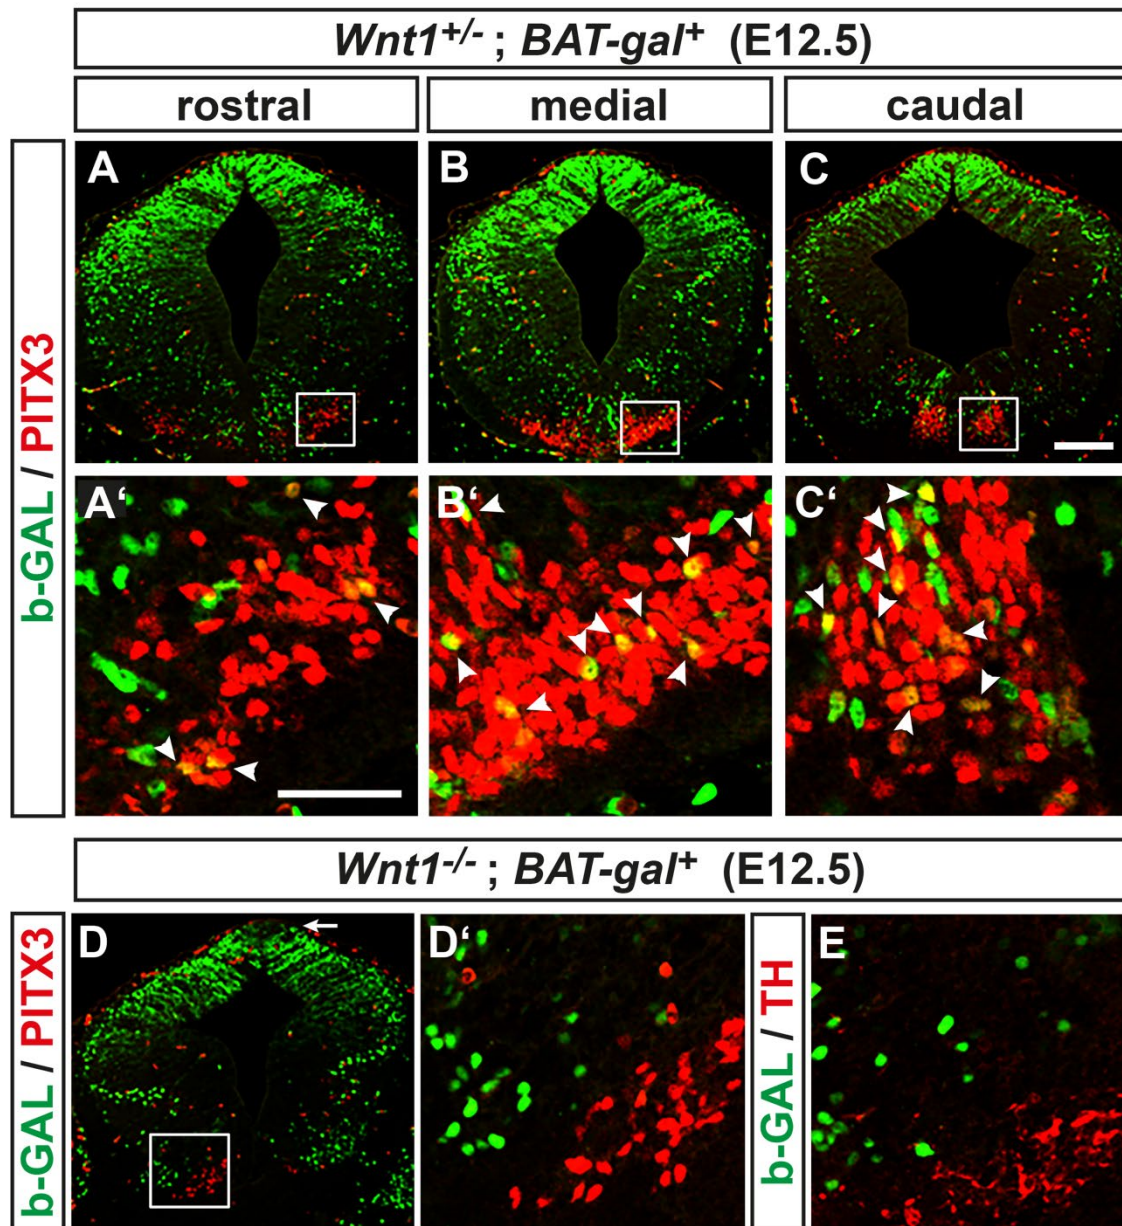 Wnt1+/- ; BAT-gal+ (E12.5)
rostral
medial
caudal
b-GAL / PITX3
A
B
C
A‘
B‘
C‘
Wnt1-/- ; BAT-gal+ (E12.5)
b-GAL / PITX3
D
D‘
b-GAL / TH
E